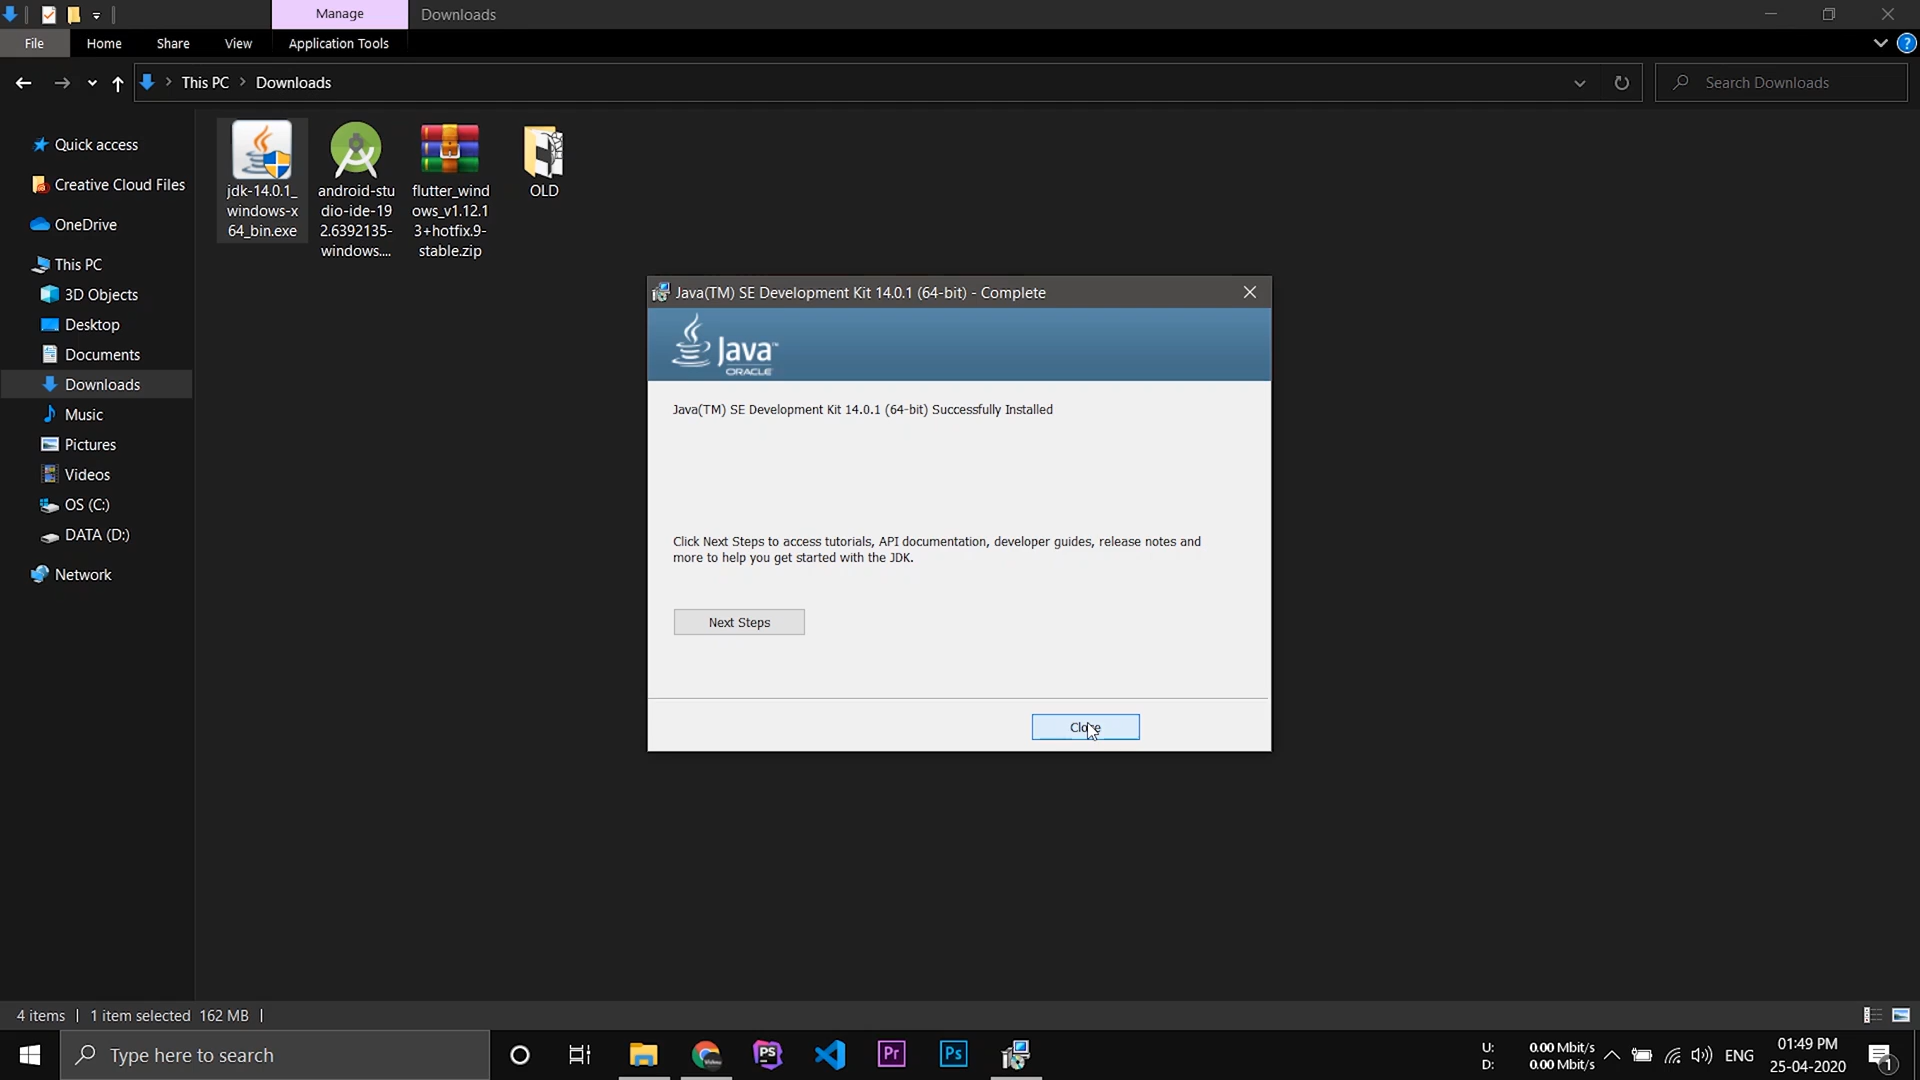 Manage
Downloads
File
Home
Share
View
Application Tools
This PC
Downloads
Search Downloads
Quick access
Creative Cloud Files
OneDrive
This PC
3D Objects
Desktop
Documents
Downloads
Music
Pictures
Videos
OS (C:)
DATA (D:)
Network
jdk-14.0.1_
windows-x
64_bin.exe
android-stu
dio-ide-19
2.6392135-
windows....
flutter_wind
ows_v1.12.1
3+hotfix.9-
stable.zip
OLD
Java(TM) SE Development Kit 14.0.1 (64-bit) - Complete
Java™
ORACLE
Java(TM) SE Development Kit 14.0.1 (64-bit) Successfully Installed
Click Next Steps to access tutorials, API documentation, developer guides, release notes and
more to help you get started with the JDK.
Next Steps
Close
4 items
1 item selected 162 MB
Type here to search
PS
Pr
Ps
U: 0.00 Mbit/s
D: 0.00 Mbit/s
ENG
01:49 PM
25-04-2020
1